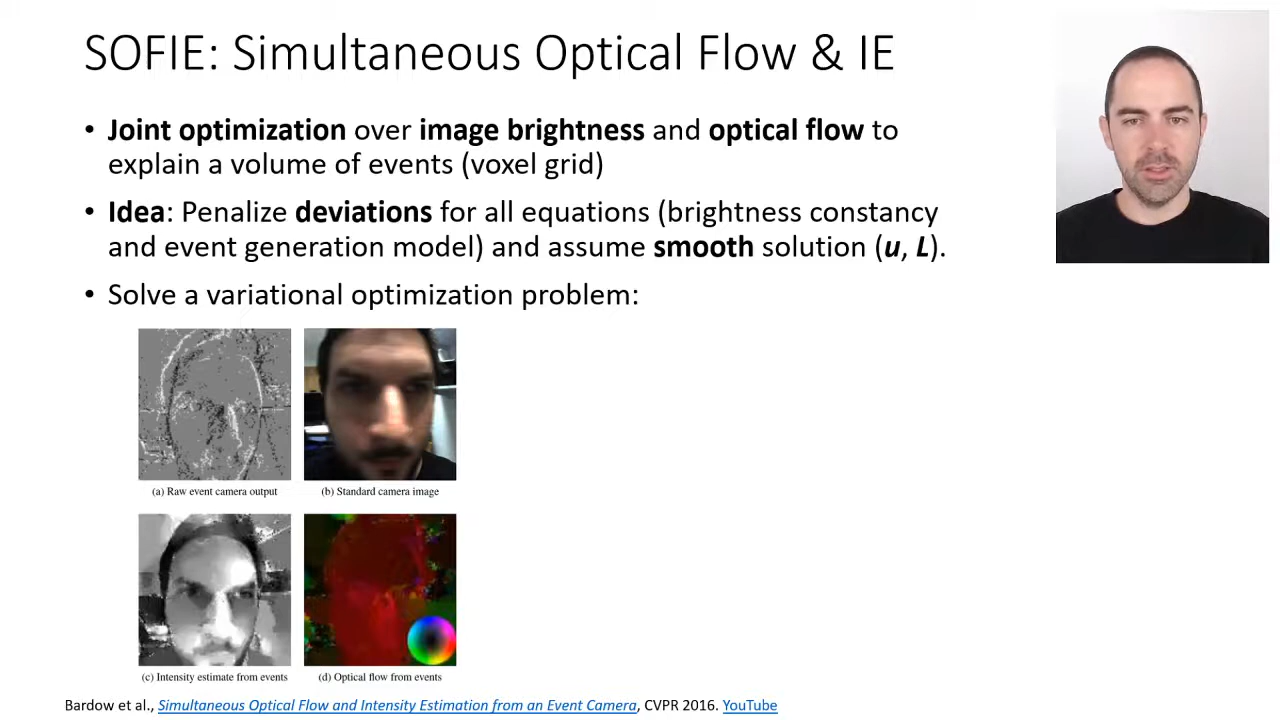 SOFIE: Simultaneous Optical Flow & IE
• Joint optimization over image brightness and optical flow to
explain a volume of events (voxel grid)
• Idea: Penalize deviations for all equations (brightness constancy
and event generation model) and assume smooth solution (u, L).
• Solve a variational optimization problem:
(a) Raw event camera output
(b) Standard camera image
(c) Intensity estimate from events
(d) Optical flow from events
Bardow et al., Simultaneous Optical Flow and Intensity Estimation from an Event Camera, CVPR 2016. YouTube